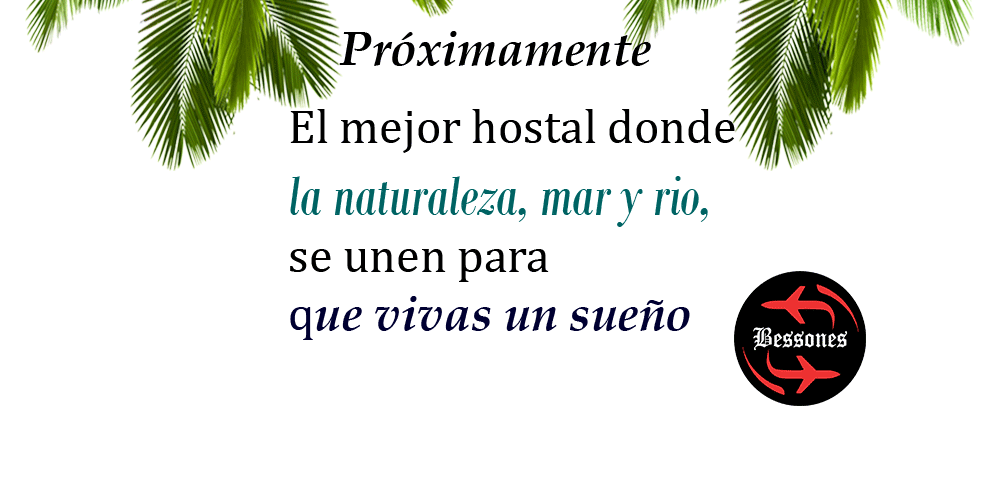 Próximamente
El mejor hostal donde
la naturaleza, mar y rio,
se unen para
que vivas un sueño
Bessones